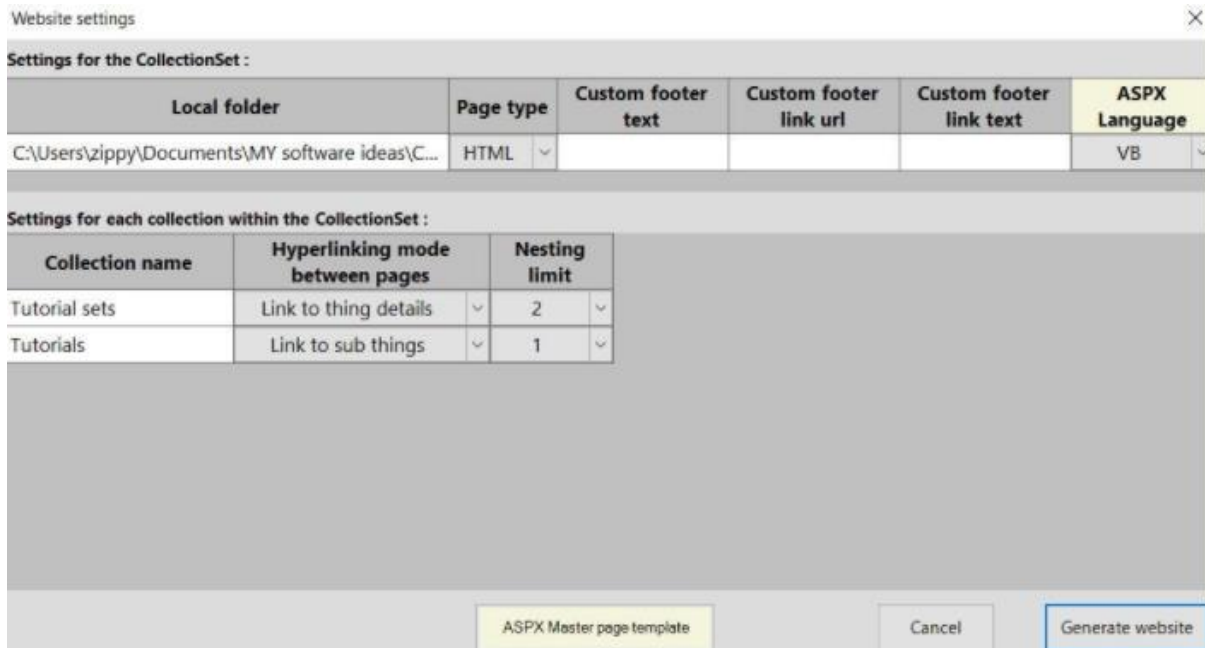 Website settings
Settings for the CollectionSet :
Local folder Page type Custom footer text Custom footer link url Custom footer link text ASPX Language
C:\Users\zippy\Documents\MY software ideas\C... HTML VB
Settings for each collection within the CollectionSet :
Collection name Hyperlinking mode between pages Nesting limit
Tutorial sets Link to thing details 2
Tutorials Link to sub things 1
ASPX Master page template Cancel Generate website